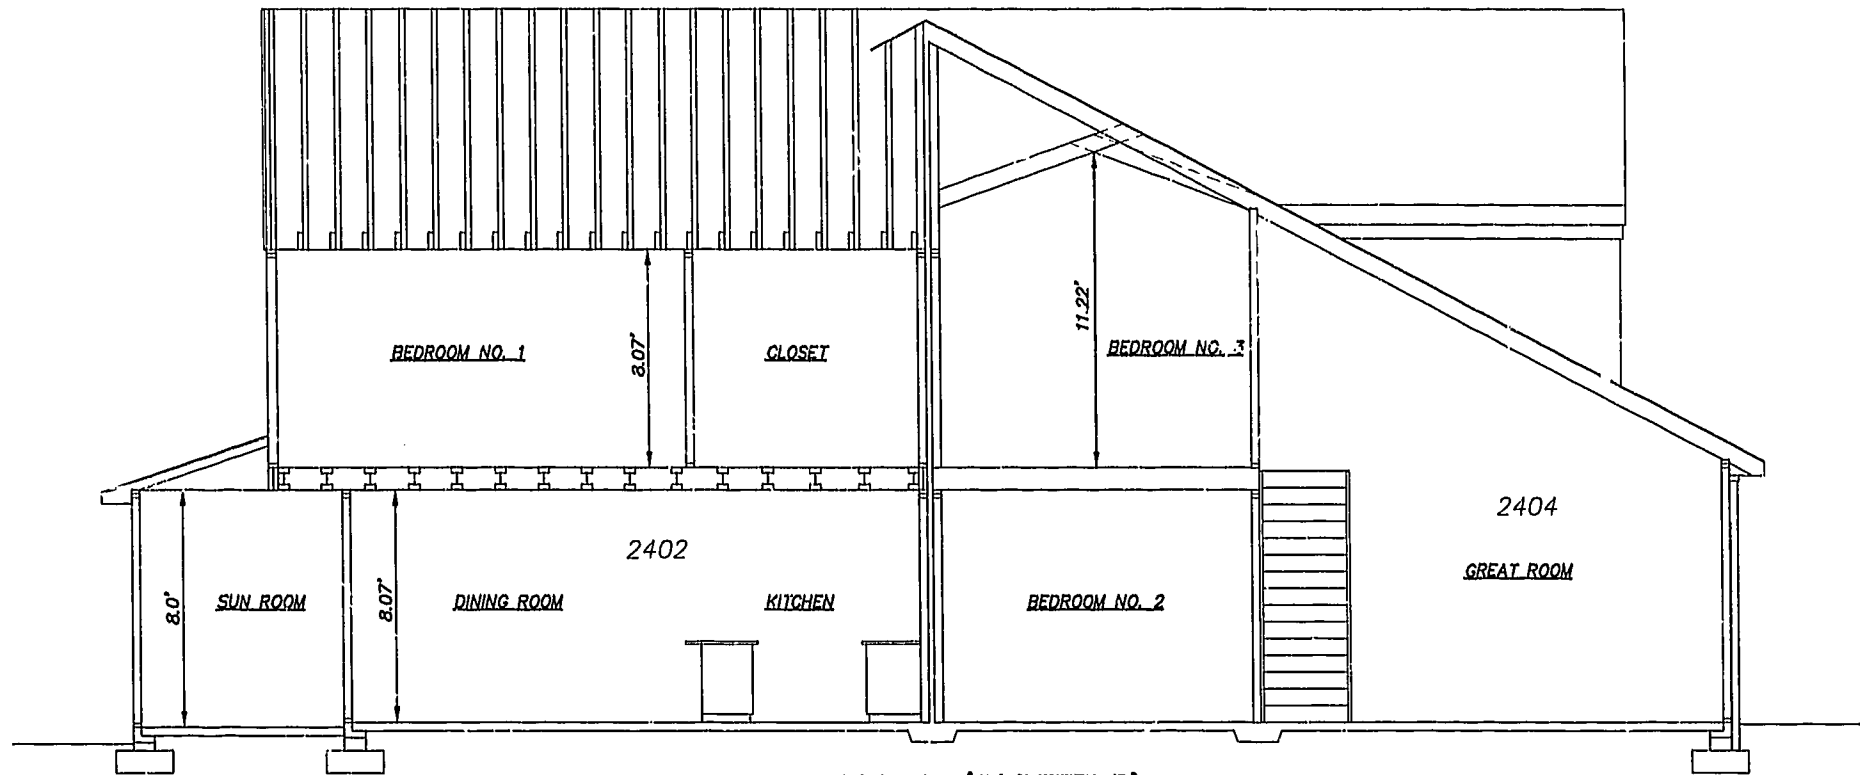 BEDROOM NO. 1
8.07'
CLOSET
11.22'
BEDROOM NO. 3
2404
GREAT ROOM
2402
8.0'
SUN ROOM
8.07'
DINING ROOM
KITCHEN
BEDROOM NO. 2